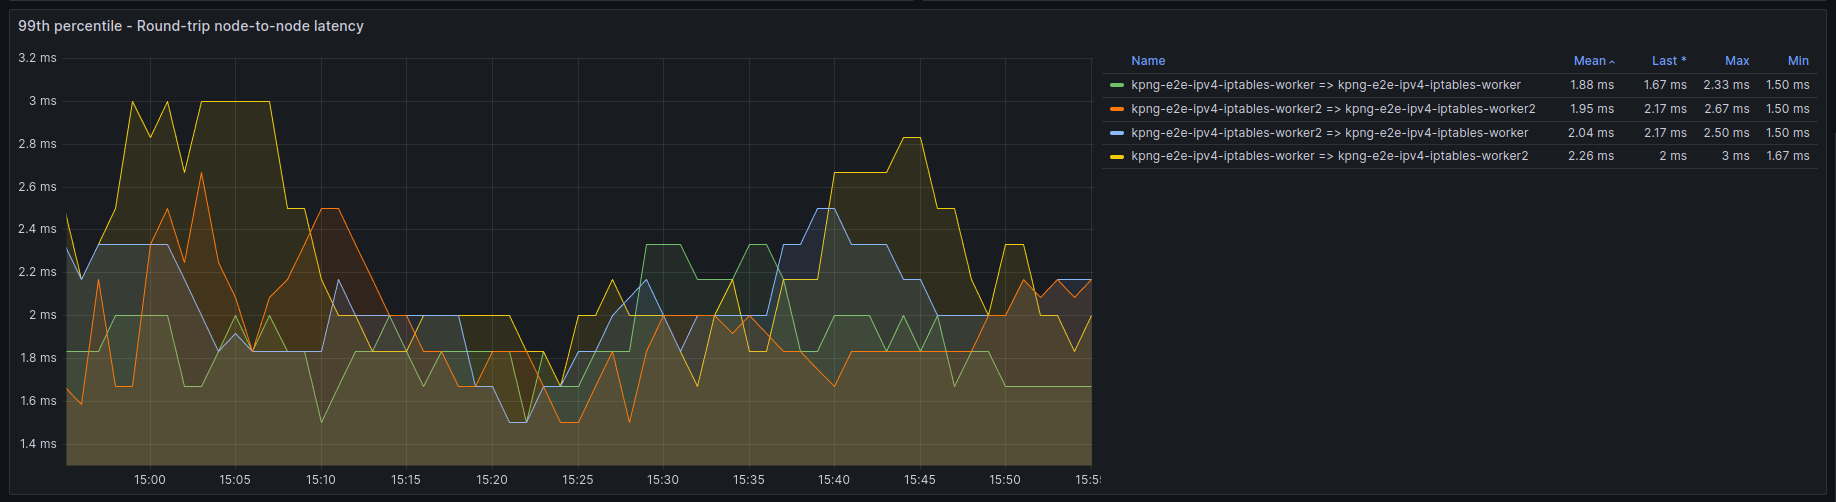 99th percentile - Round-trip node-to-node latency
3.2 ms
3 ms
2.8 ms
2.6 ms
2.4 ms
2.2 ms
2 ms
1.8 ms
1.6 ms
1.4 ms
15:00 15:05 15:10 15:15 15:20 15:25 15:30 15:35 15:40 15:45 15:50
Name Mean Last * Max Min
kpng-e2e-ipv4-iptables-worker => kpng-e2e-ipv4-iptables-worker 1.88 ms 1.67 ms 2.33 ms 1.50 ms
kpng-e2e-ipv4-iptables-worker2 => kpng-e2e-ipv4-iptables-worker2 1.95 ms 2.17 ms 2.67 ms 1.50 ms
kpng-e2e-ipv4-iptables-worker2 => kpng-e2e-ipv4-iptables-worker 2.04 ms 2.17 ms 2.50 ms 1.50 ms
kpng-e2e-ipv4-iptables-worker => kpng-e2e-ipv4-iptables-worker2 2.26 ms 2 ms 3 ms 1.67 ms